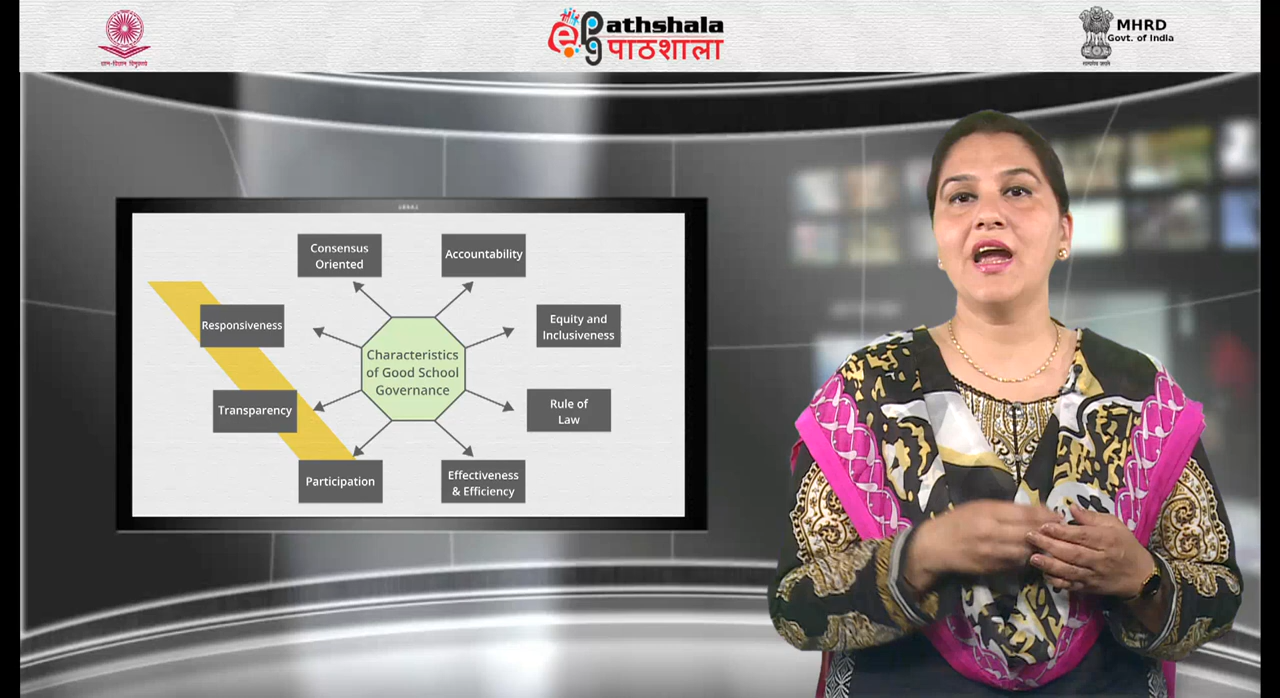 ePathshala
पाठशाला
MHRD
Govt. of India
Consensus
Oriented
Accountability
Responsiveness
Equity and
Inclusiveness
Characteristics
of Good School
Governance
Transparency
Rule of
Law
Participation
Effectiveness
& Efficiency